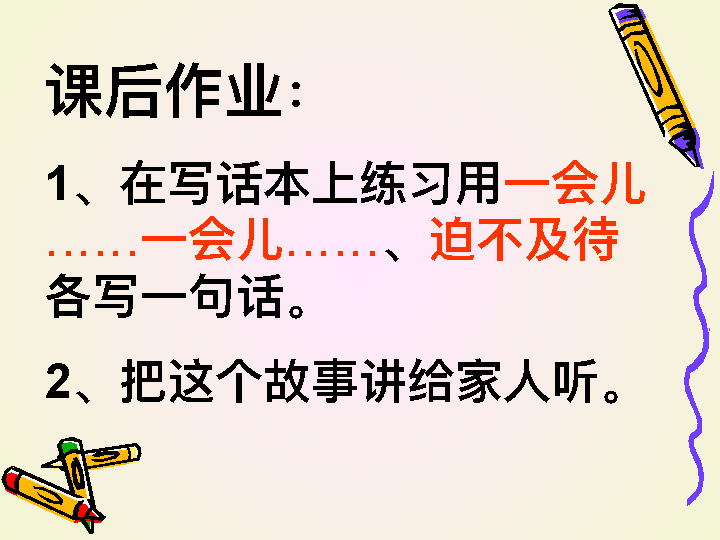 课后作业：
1、在写话本上练习用一会儿
……一会儿……、迫不及待
各写一句话。
2、把这个故事讲给家人听。